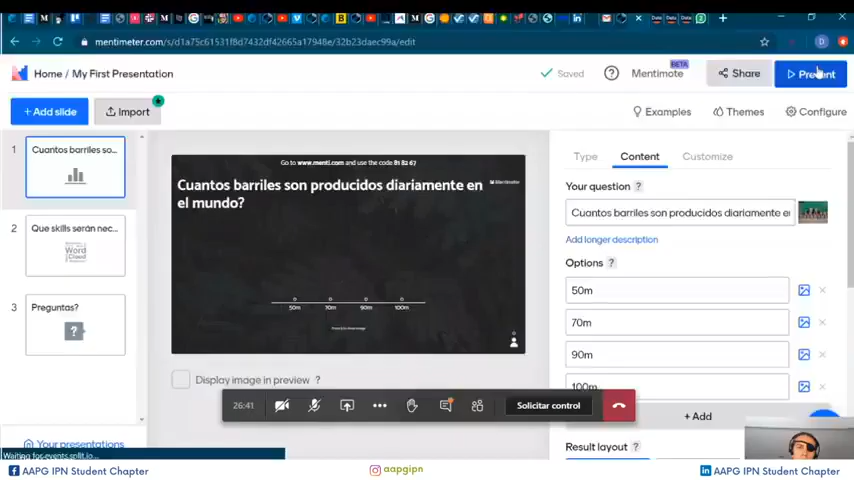 mentimeter.com/s/d1a75c61531f8d7432df42665a17948e/32b23daec99a/edit
Home / My First Presentation
Saved
Mentimote
BETA
Share
Present
+ Add slide
Import
Examples
Themes
Configure
1
Cuantos barriles so...
2
Que skills serán nec...
Word
Cloud
3
Preguntas?
?
Your presentations
Waiting for events.split.io...
Go to www.menti.com and use the code 81 82 67
Mentimeter
Cuantos barriles son producidos diariamente en
el mundo?
50m
70m
90m
100m
Display image in preview ?
Type
Content
Customize
Your question ?
Cuantos barriles son producidos diariamente e
Add longer description
Options ?
50m
70m
90m
100m
+ Add
Result layout
26:41
Solicitar control
AAPG IPN Student Chapter
aapgipn
AAPG IPN Student Chapter